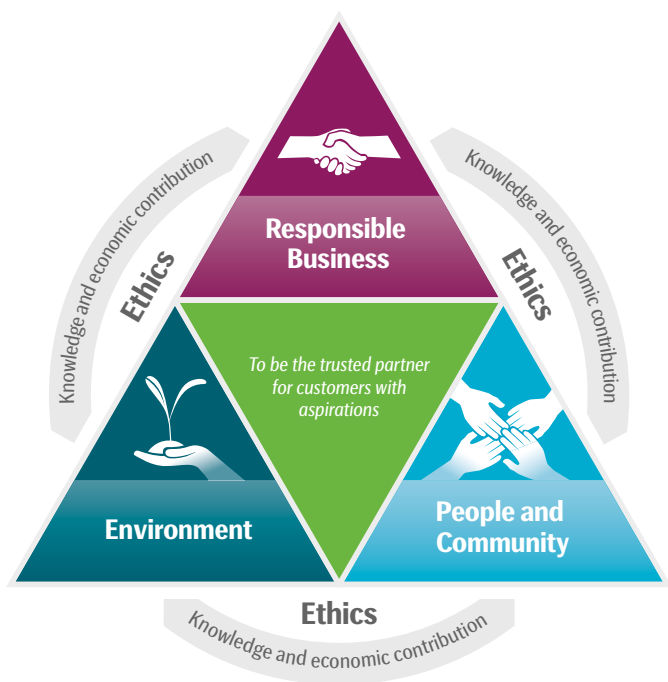 Knowledge and economic contribution
Ethics
Responsible
Business
Knowledge and economic contribution
Ethics
To be the trusted partner
for customers with
aspirations
Environment
People and
Community
Ethics
Knowledge and economic contribution